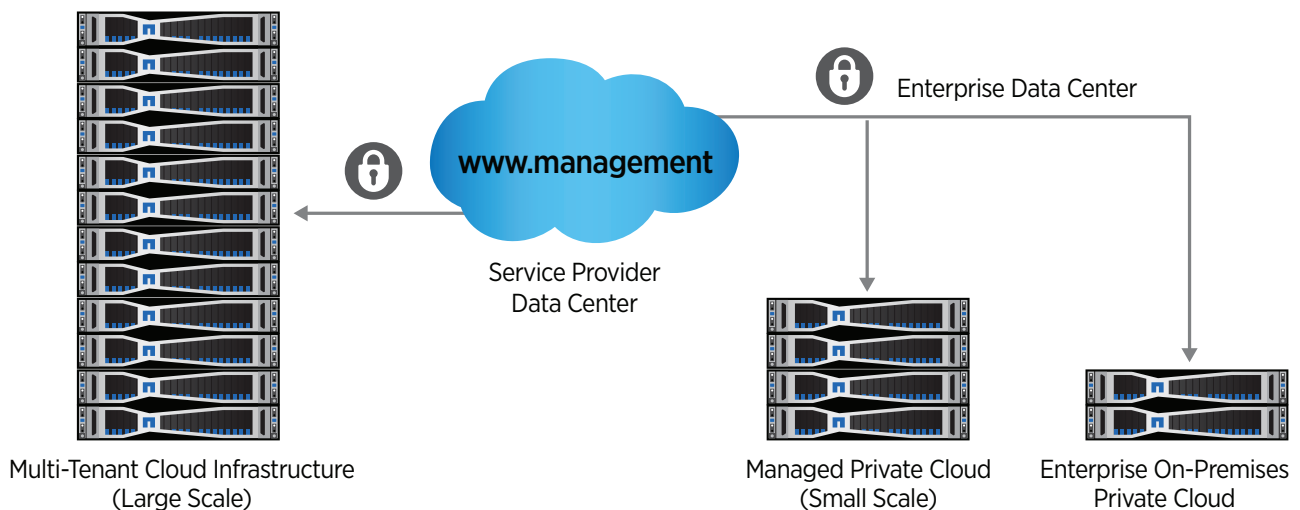 Enterprise Data Center
www.management
Service Provider
Data Center
Multi-Tenant Cloud Infrastructure
(Large Scale)
Managed Private Cloud
(Small Scale)
Enterprise On-Premises
Private Cloud